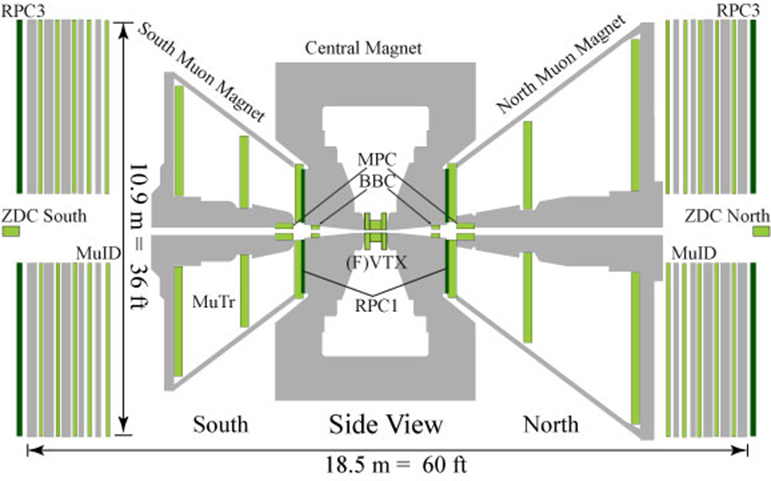 RPC3
RPC3
South Muon Magnet
Central Magnet
North Muon Magnet
MPC
BBC
ZDC South
ZDC North
10.9 m = 36 ft
MuID
(F)VTX
MuID
MuTr
RPC1
South
Side View
North
18.5 m = 60 ft